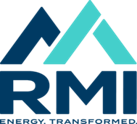 RMI
ENERGY. TRANSFORMED.